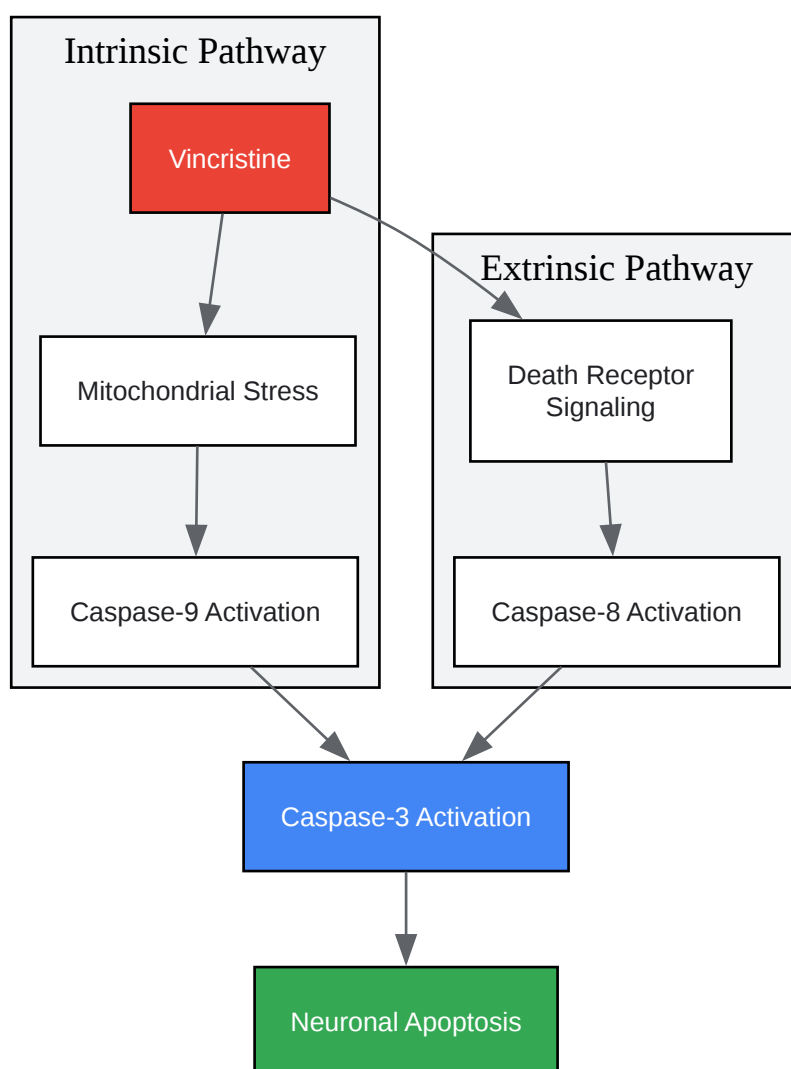 Intrinsic Pathway
Vincristine
Extrinsic Pathway
Death Receptor
Signaling
Mitochondrial Stress
Caspase-9 Activation
Caspase-8 Activation
Caspase-3 Activation
Neuronal Apoptosis